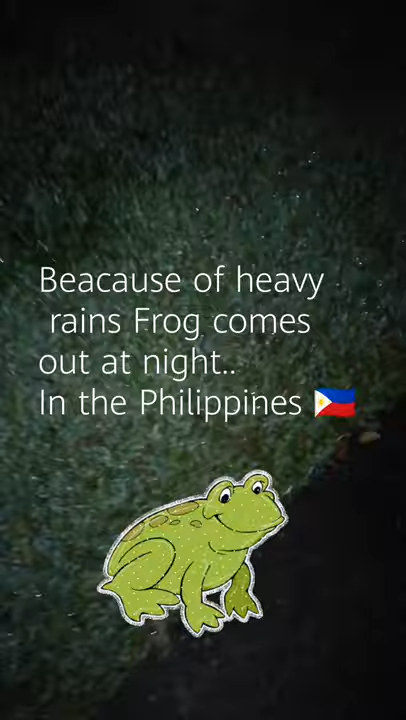 Beacause of heavy
rains Frog comes
out at night..
In the Philippines 🇵🇭